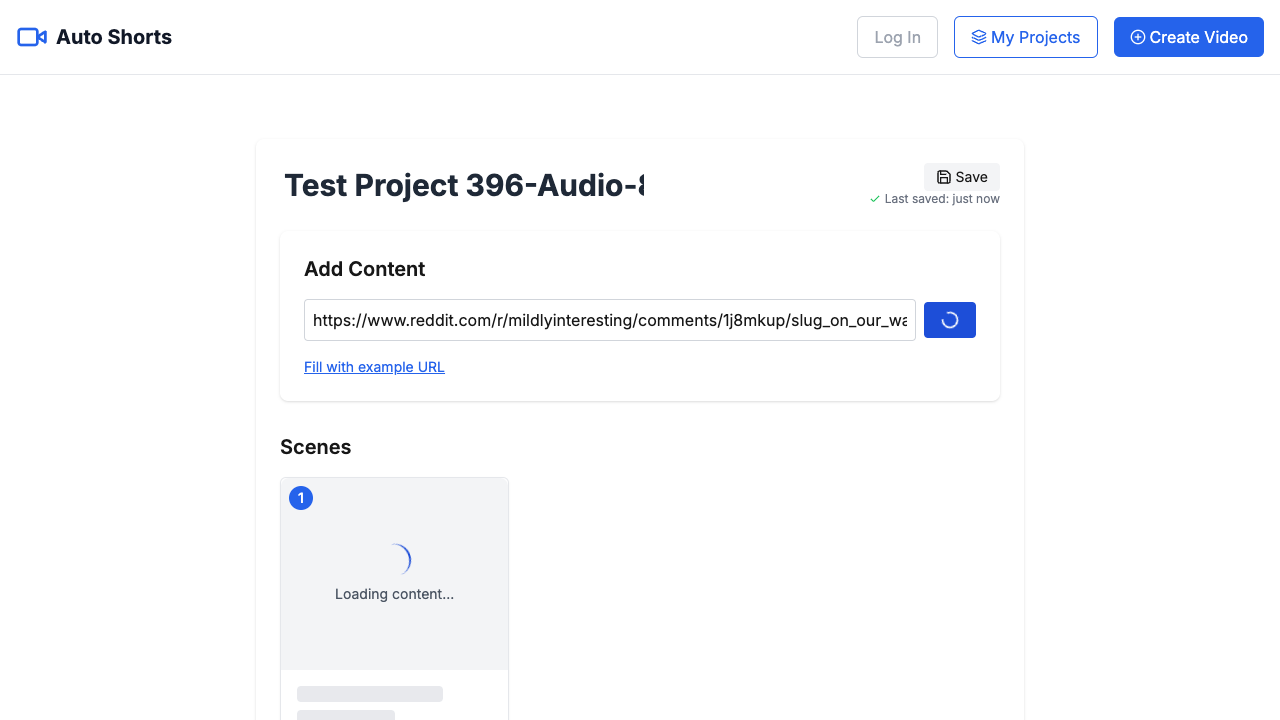 Auto Shorts
Log In
My Projects
Create Video
Test Project 396-Audio-
Save
Last saved: just now
Add Content
https://www.reddit.com/r/mildlyinteresting/comments/1j8mkup/slug_on_our_wa
Fill with example URL
Scenes
1
Loading content...